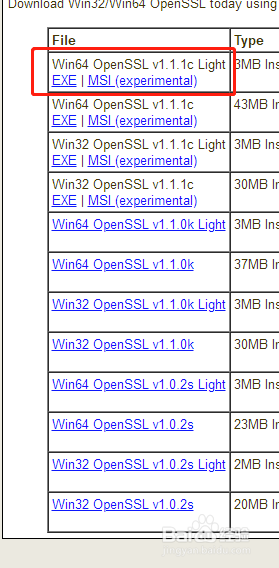 Download Win32/Win64 OpenSSL today using
File Type
Win64 OpenSSL v1.1.1c Light 3MB Ins
EXE | MSI (experimental)
Win64 OpenSSL v1.1.1c 43MB In
EXE | MSI (experimental)
Win32 OpenSSL v1.1.1c Light 3MB Ins
EXE | MSI (experimental)
Win32 OpenSSL v1.1.1c 30MB In
EXE | MSI (experimental)
Win64 OpenSSL v1.1.0k Light 3MB Ins
Win64 OpenSSL v1.1.0k 37MB In
Win32 OpenSSL v1.1.0k Light 3MB Ins
Win32 OpenSSL v1.1.0k 30MB In
Win64 OpenSSL v1.0.2s Light 3MB Ins
Win64 OpenSSL v1.0.2s 23MB In
Win32 OpenSSL v1.0.2s Light 2MB Ins
Win32 OpenSSL v1.0.2s 20MB In
Baidu 经验
jingyan.baidu.com